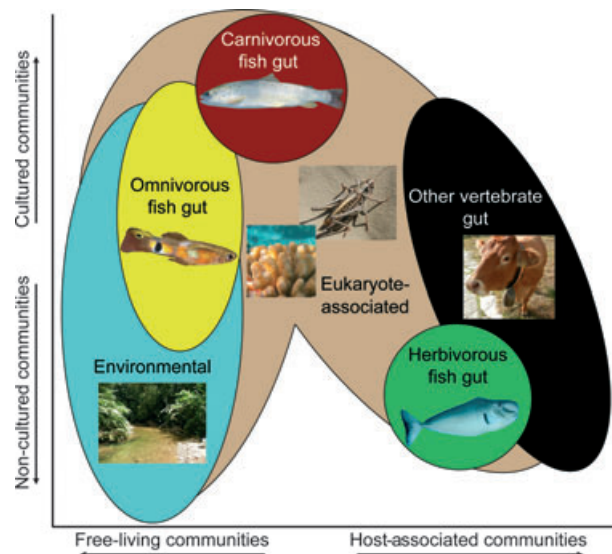 Carnivorous
fish gut
Omnivorous
fish gut
Other vertebrate
gut
Eukaryote-
associated
Environmental
Herbivorous
fish gut
Cultured communities
Non-cultured communities
Free-living communities
Host-associated communities